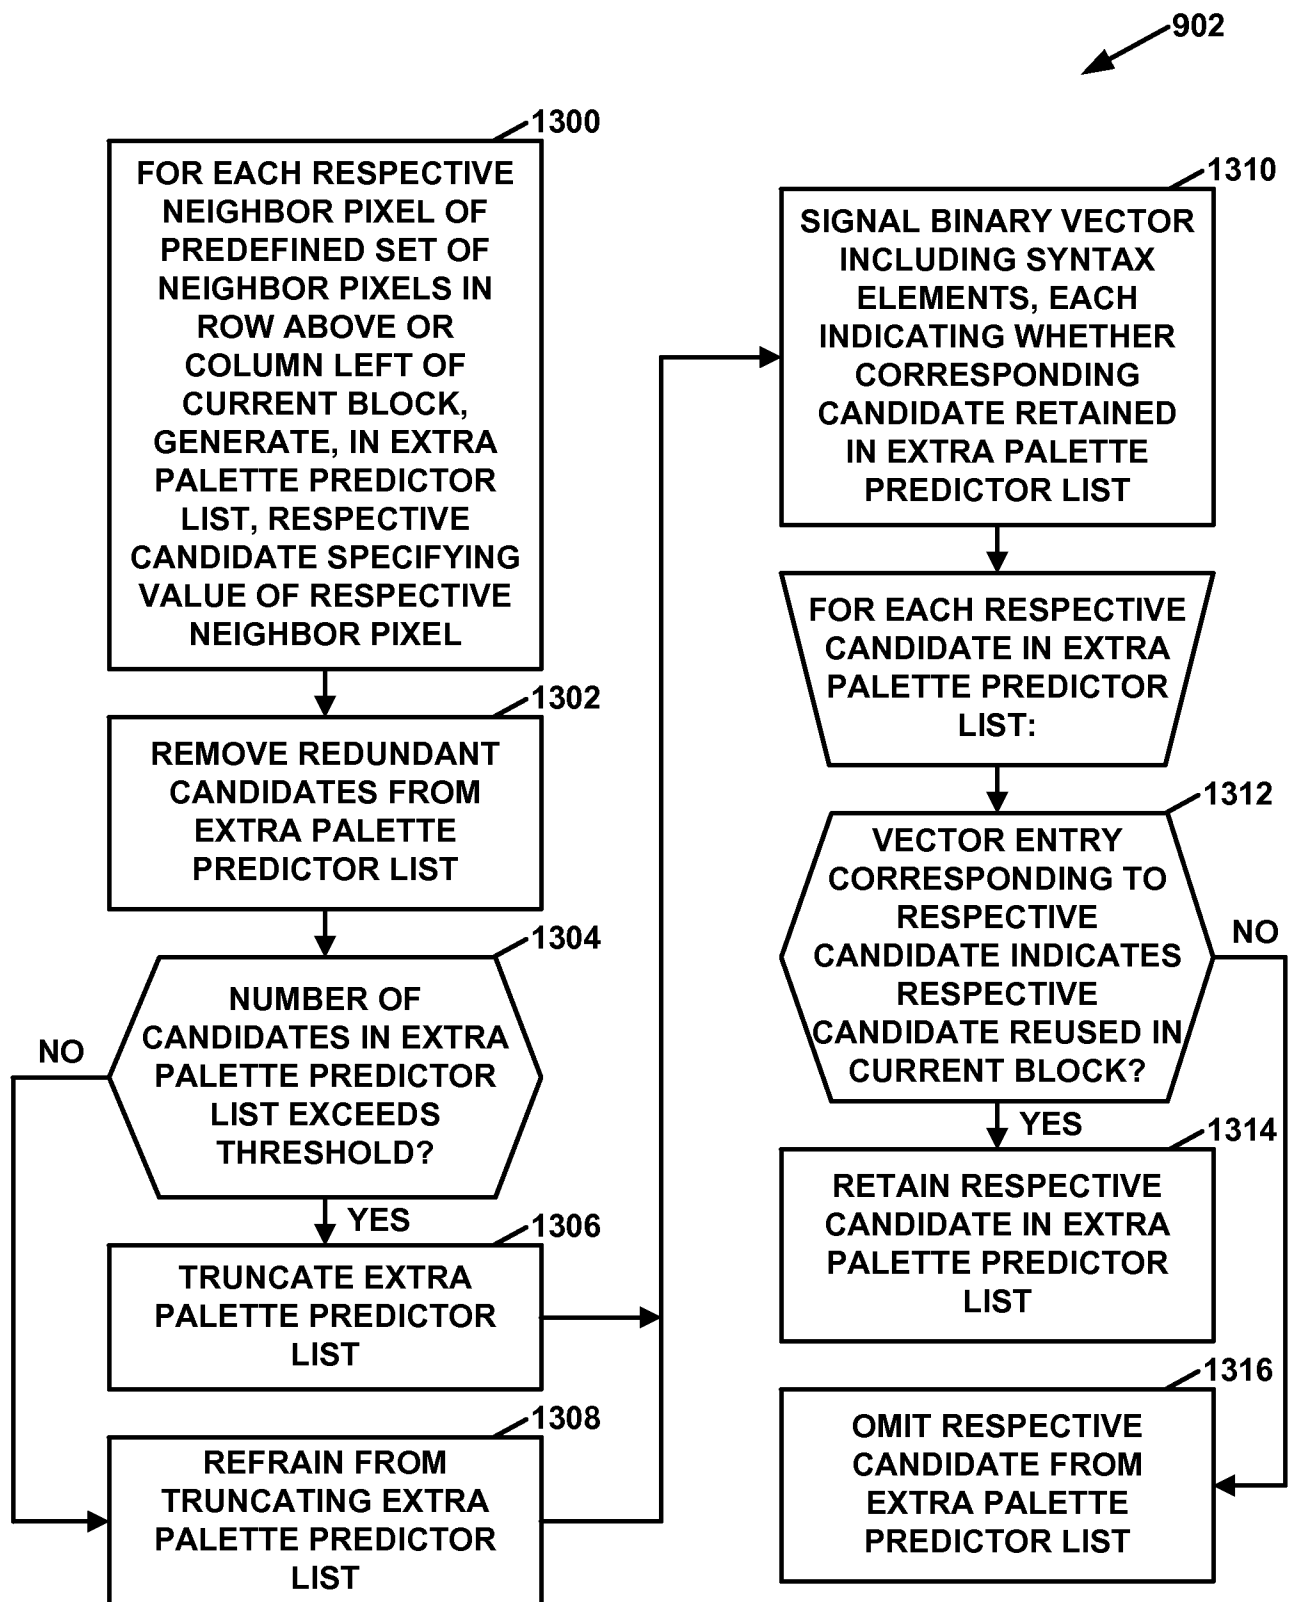 902
1300
FOR EACH RESPECTIVE
NEIGHBOR PIXEL OF
PREDEFINED SET OF
NEIGHBOR PIXELS IN
ROW ABOVE OR
COLUMN LEFT OF
CURRENT BLOCK,
GENERATE, IN EXTRA
PALETTE PREDICTOR
LIST, RESPECTIVE
CANDIDATE SPECIFYING
VALUE OF RESPECTIVE
NEIGHBOR PIXEL
1302
REMOVE REDUNDANT
CANDIDATES FROM
EXTRA PALETTE
PREDICTOR LIST
1304
NUMBER OF
CANDIDATES IN EXTRA
PALETTE PREDICTOR
LIST EXCEEDS
THRESHOLD?
NO
YES
1306
TRUNCATE EXTRA
PALETTE PREDICTOR
LIST
1308
REFRAIN FROM
TRUNCATING EXTRA
PALETTE PREDICTOR
LIST
1310
SIGNAL BINARY VECTOR
INCLUDING SYNTAX
ELEMENTS, EACH
INDICATING WHETHER
CORRESPONDING
CANDIDATE RETAINED
IN EXTRA PALETTE
PREDICTOR LIST
FOR EACH RESPECTIVE
CANDIDATE IN EXTRA
PALETTE PREDICTOR
LIST:
1312
VECTOR ENTRY
CORRESPONDING TO
RESPECTIVE
CANDIDATE INDICATES
RESPECTIVE
CANDIDATE REUSED IN
CURRENT BLOCK?
NO
YES
1314
RETAIN RESPECTIVE
CANDIDATE IN EXTRA
PALETTE PREDICTOR
LIST
1316
OMIT RESPECTIVE
CANDIDATE FROM
EXTRA PALETTE
PREDICTOR LIST